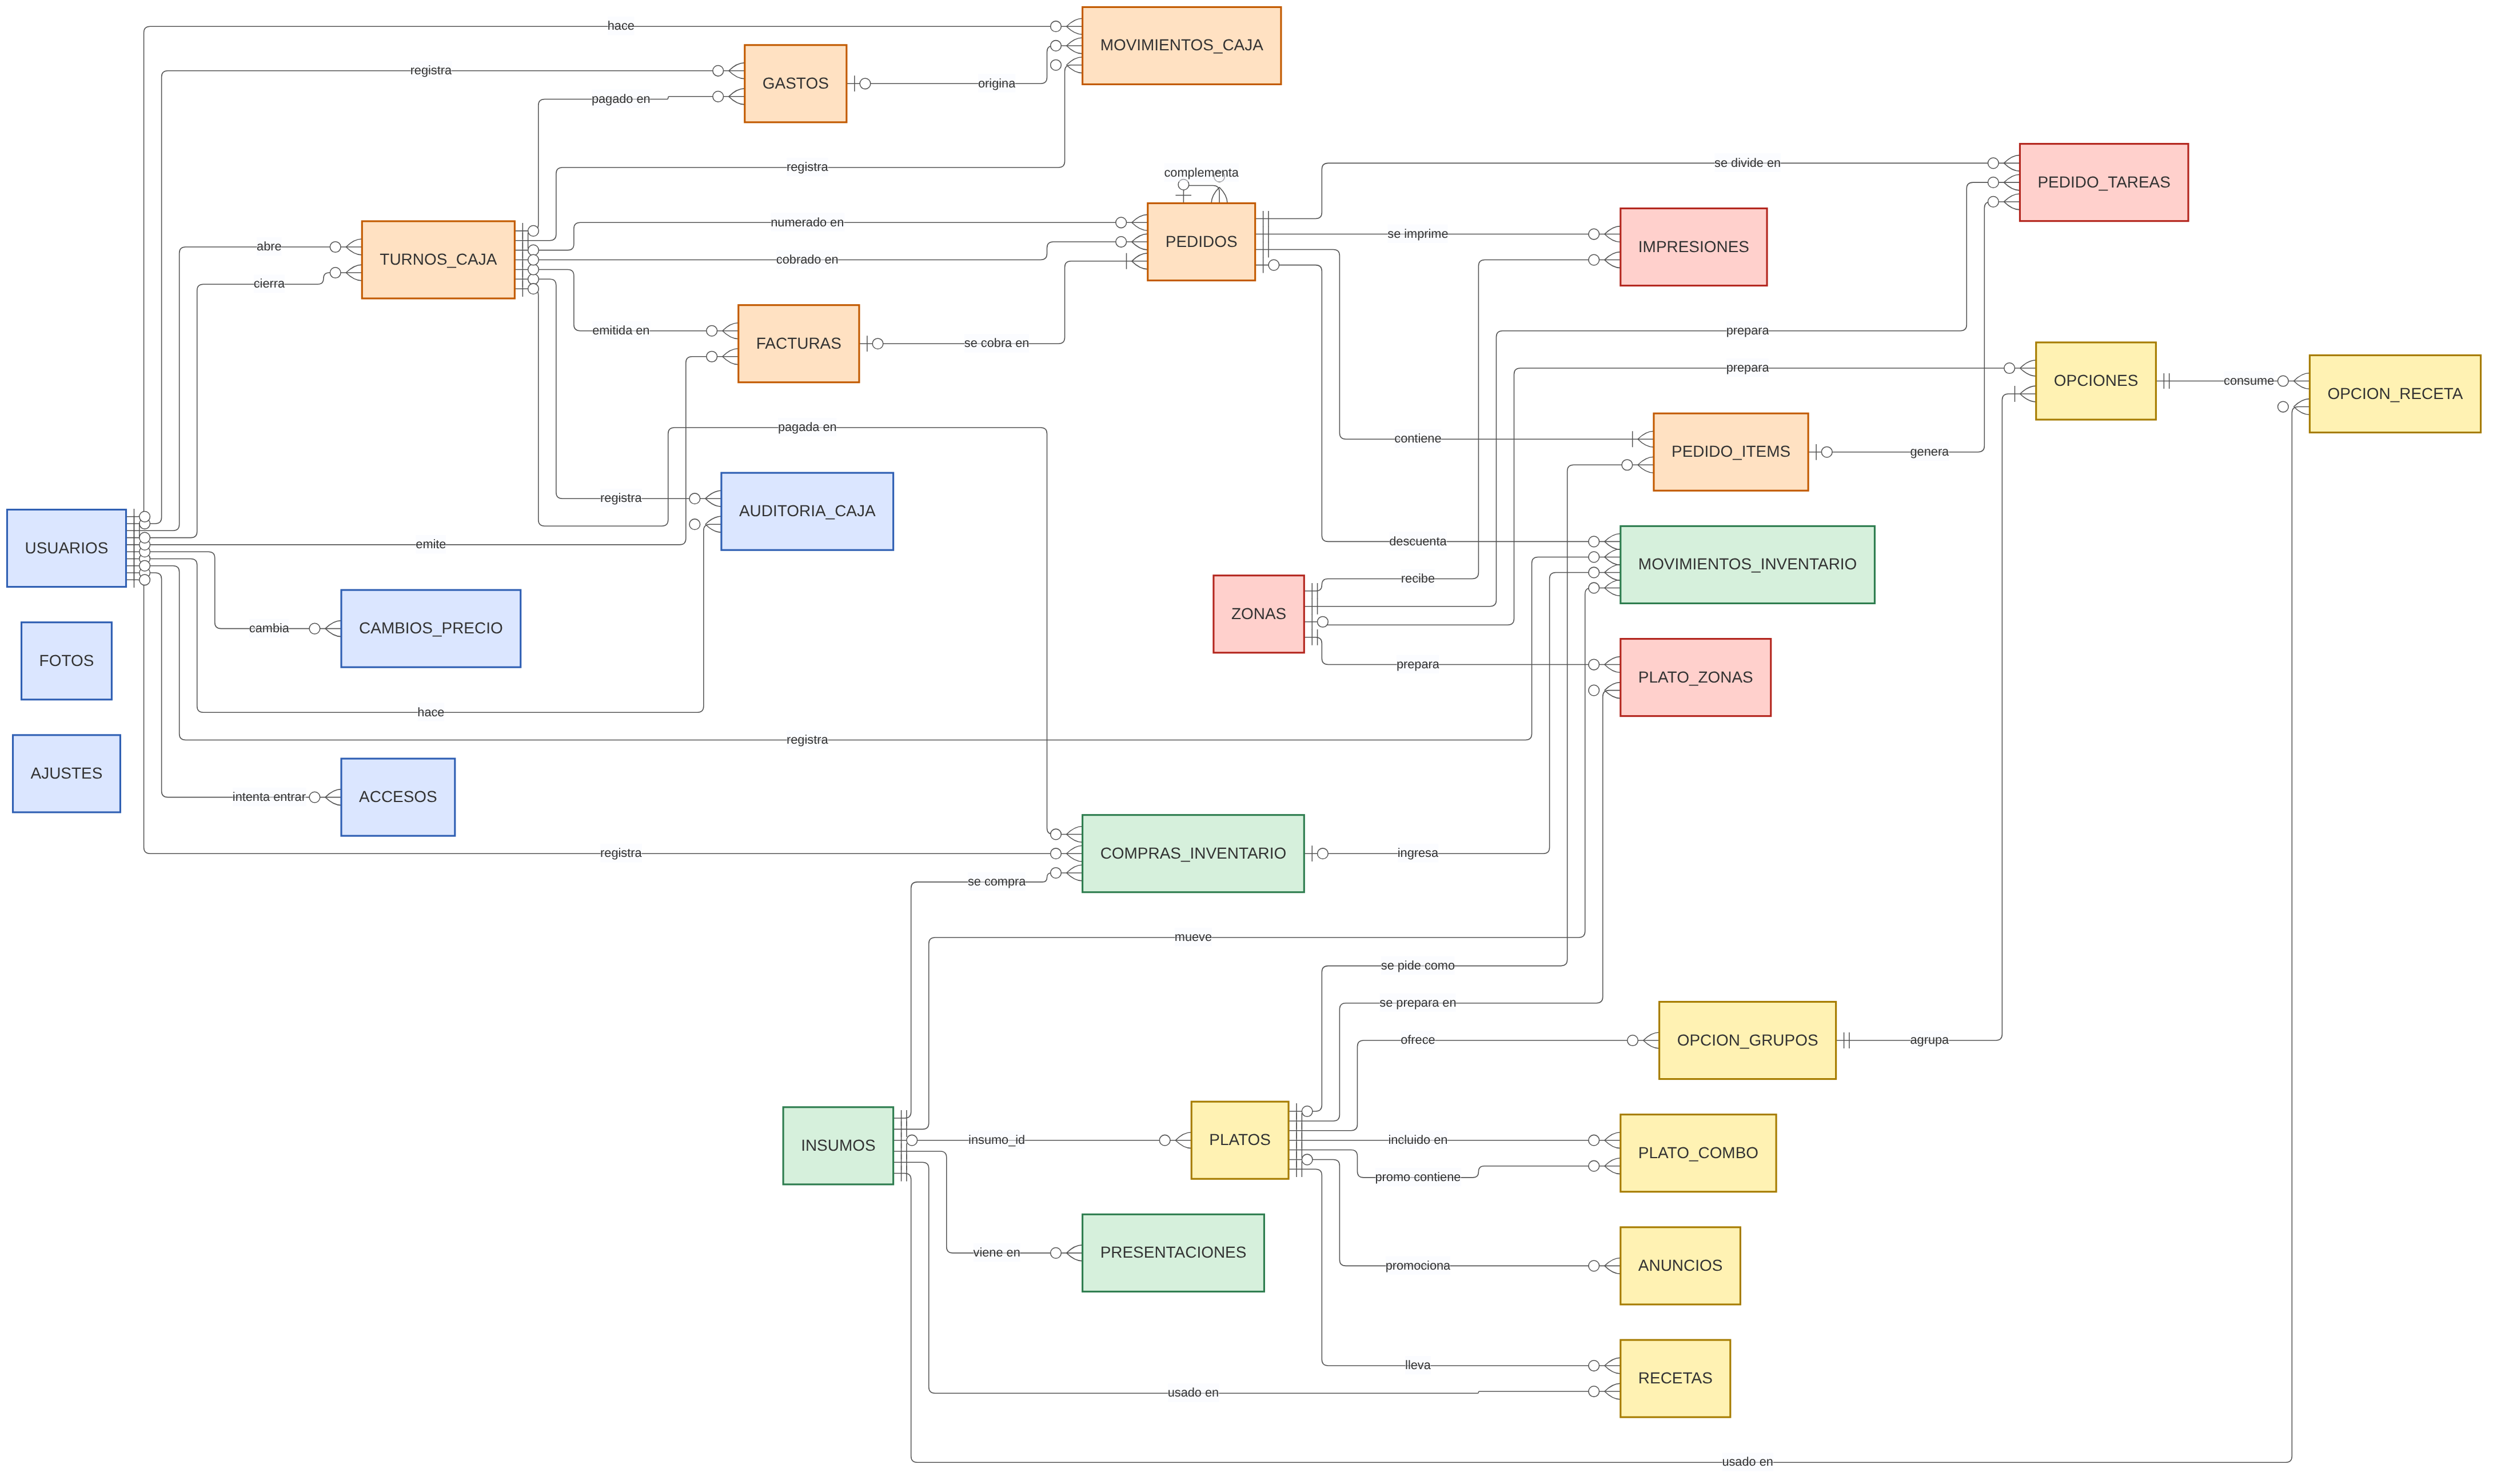 hace
MOVIMIENTOS_CAJA
registra
GASTOS
origina
pagado en
registra
complementa
se divide en
PEDIDO_TAREAS
numerado en
PEDIDOS
se imprime
IMPRESIONES
abre
TURNOS_CAJA
cobrado en
cierra
emitida en
FACTURAS
se cobra en
prepara
prepara
OPCIONES
consume
OPCION_RECETA
pagada en
contiene
PEDIDO_ITEMS
genera
registra
AUDITORIA_CAJA
USUARIOS
emite
descuenta
MOVIMIENTOS_INVENTARIO
recibe
ZONAS
cambia
CAMBIOS_PRECIO
FOTOS
prepara
PLATO_ZONAS
hace
registra
AJUSTES
intenta entrar
ACCESOS
registra
COMPRAS_INVENTARIO
ingresa
se compra
mueve
se pide como
se prepara en
ofrece
OPCION_GRUPOS
agrupa
INSUMOS
insumo_id
PLATOS
incluido en
PLATO_COMBO
promo contiene
viene en
PRESENTACIONES
promociona
ANUNCIOS
lleva
RECETAS
usado en
usado en